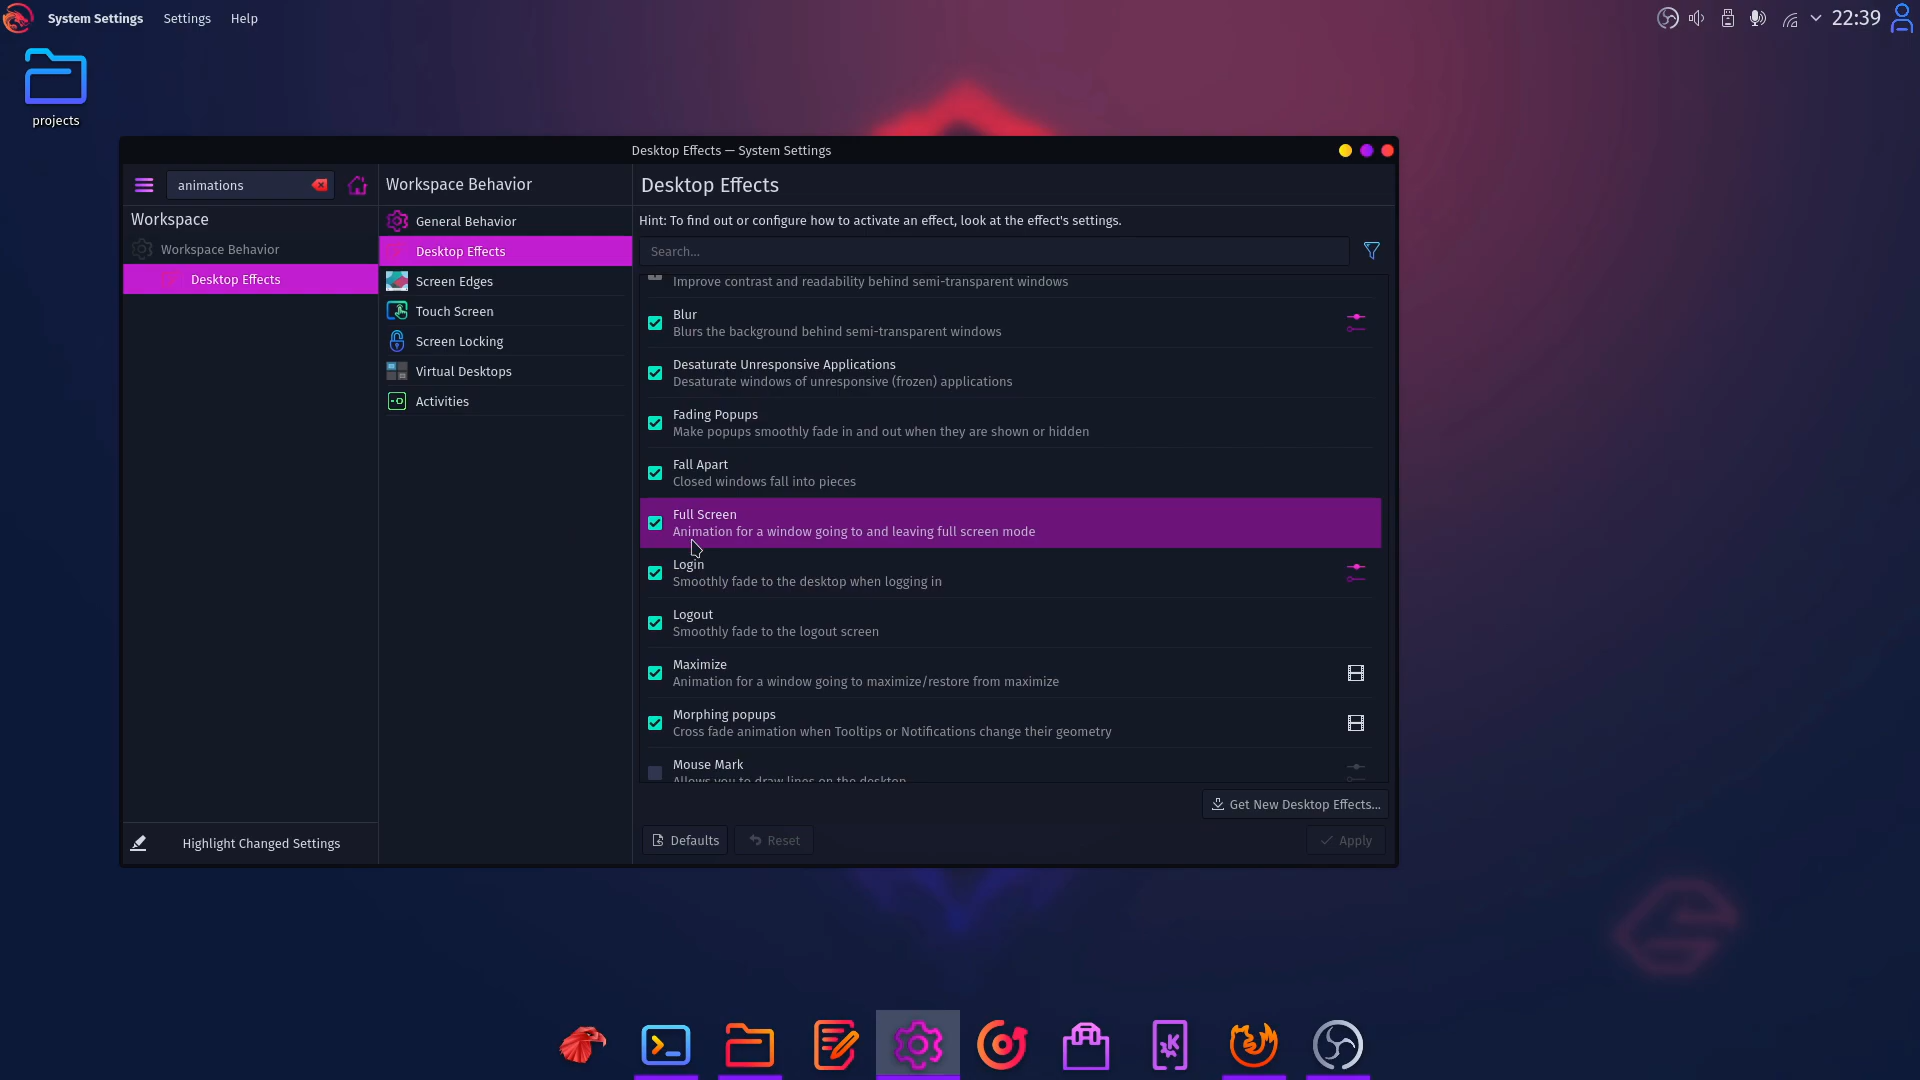 System Settings Settings Help
22:39
projects
Desktop Effects — System Settings
animations
Workspace
Workspace Behavior
Desktop Effects
Highlight Changed Settings
Workspace Behavior
General Behavior
Desktop Effects
Screen Edges
Touch Screen
Screen Locking
Virtual Desktops
Activities
Desktop Effects
Hint: To find out or configure how to activate an effect, look at the effect's settings.
Search...
Improve contrast and readability behind semi-transparent windows
Blur
Blurs the background behind semi-transparent windows
Desaturate Unresponsive Applications
Desaturate windows of unresponsive (frozen) applications
Fading Popups
Make popups smoothly fade in and out when they are shown or hidden
Fall Apart
Closed windows fall into pieces
Full Screen
Animation for a window going to and leaving full screen mode
Login
Smoothly fade to the desktop when logging in
Logout
Smoothly fade to the logout screen
Maximize
Animation for a window going to maximize/restore from maximize
Morphing popups
Cross fade animation when Tooltips or Notifications change their geometry
Mouse Mark
Allows you to draw lines on the desktop
Get New Desktop Effects...
Defaults Reset Apply